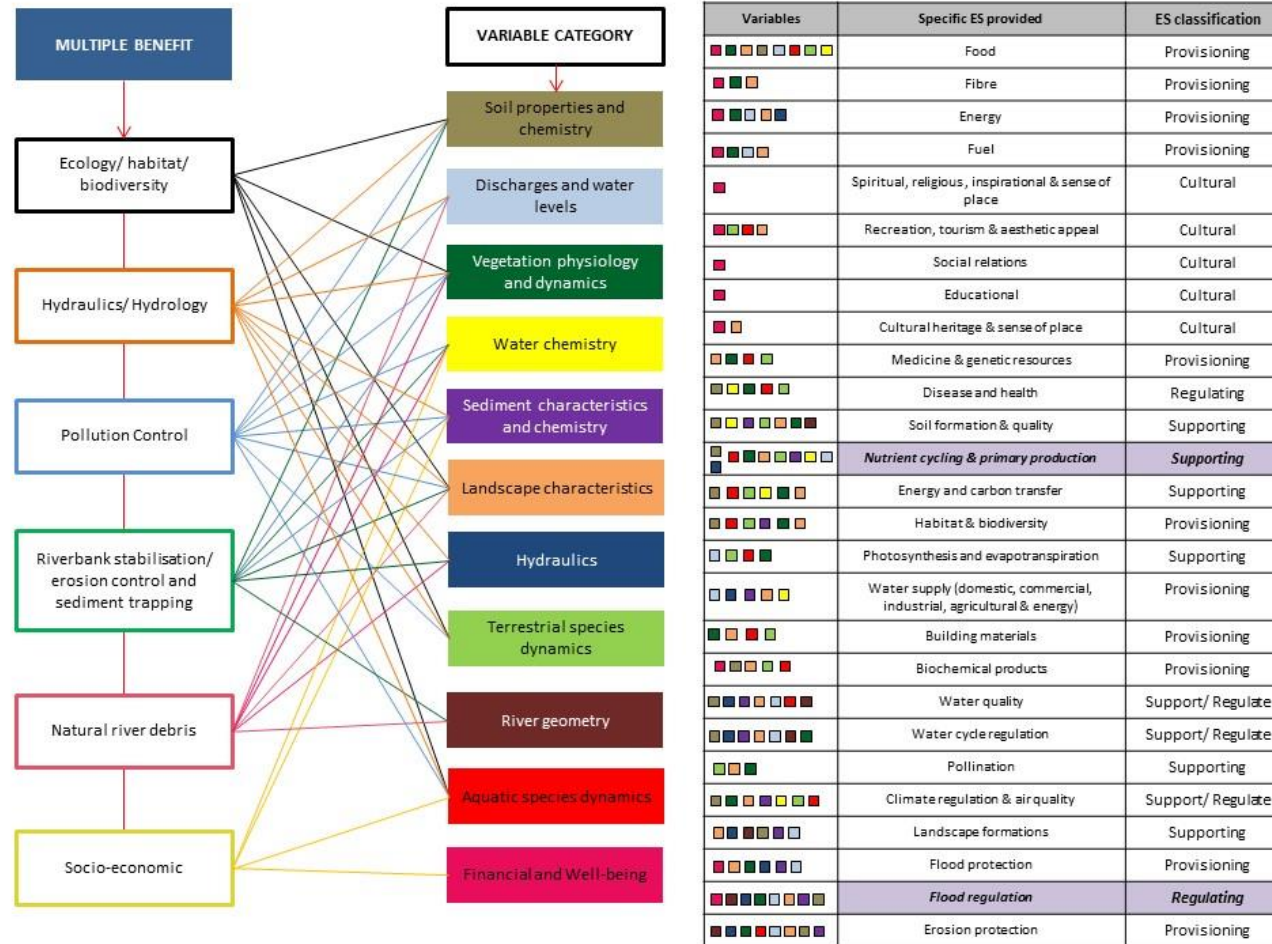 MULTIPLE BENEFIT
Ecology/ habitat/
biodiversity
Hydraulics/ Hydrology
Pollution Control
Riverbank stabilisation/
erosion control and
sediment trapping
Natural river debris
Socio-economic
VARIABLE CATEGORY
Soil properties and
chemistry
Discharges and water
levels
Vegetation physiology
and dynamics
Water chemistry
Sediment characteristics
and chemistry
Landscape characteristics
Hydraulics
Terrestrial species
dynamics
River geometry
Aquatic species dynamics
Financial and Well-being
Variables Specific ES provided ES classification
Food Provisioning
Fibre Provisioning
Energy Provisioning
Fuel Provisioning
Spiritual, religious, inspirational & sense of
place Cultural
Recreation, tourism & aesthetic appeal Cultural
Social relations Cultural
Educational Cultural
Cultural heritage & sense of place Cultural
Medicine & genetic resources Provisioning
Disease and health Regulating
Soil formation & quality Supporting
Nutrient cycling & primary production Supporting
Energy and carbon transfer Supporting
Habitat & biodiversity Provisioning
Photosynthesis and evapotranspiration Supporting
Water supply (domestic, commercial,
industrial, agricultural & energy) Provisioning
Building materials Provisioning
Biochemical products Provisioning
Water quality Support/ Regulate
Water cycle regulation Support/ Regulate
Pollination Supporting
Climate regulation & air quality Support/ Regulate
Landscape formations Supporting
Flood protection Provisioning
Flood regulation Regulating
Erosion protection Provisioning